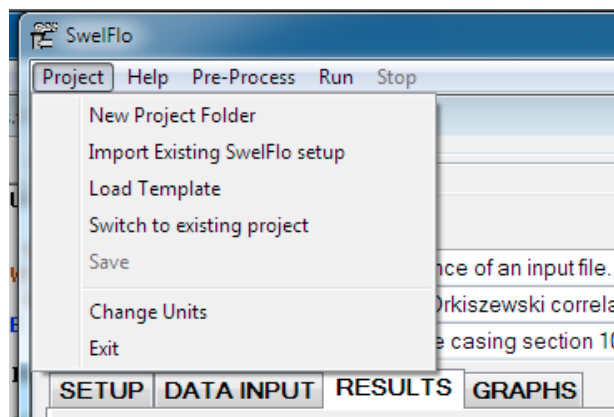 SwelFlo
Project Help Pre-Process Run Stop
New Project Folder
Import Existing SwelFlo setup
Load Template
Switch to existing project
Save
nce of an input file.
Orkiszewski correla
Change Units
e casing section 10
Exit
SETUP DATA INPUT RESULTS GRAPHS